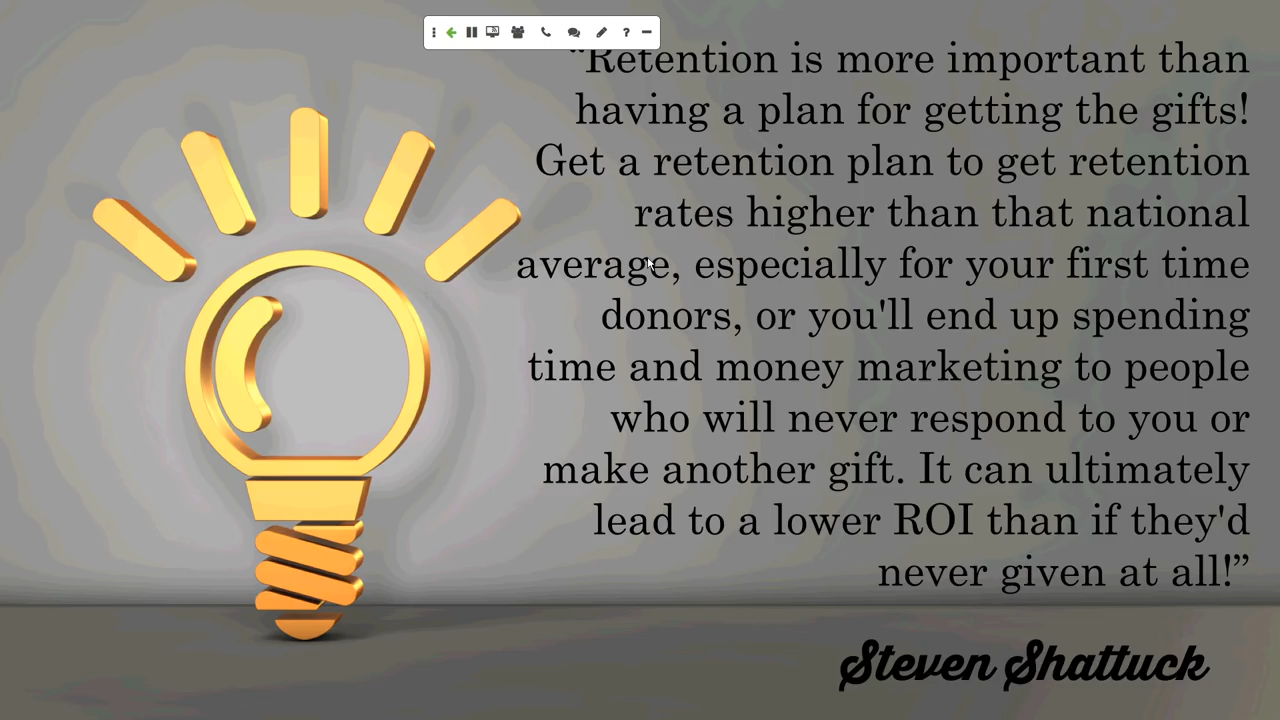 “Retention is more important than
having a plan for getting the gifts!
Get a retention plan to get retention
rates higher than that national
average, especially for your first time
donors, or you'll end up spending
time and money marketing to people
who will never respond to you or
make another gift. It can ultimately
lead to a lower ROI than if they'd
never given at all!”
Steven Shattuck